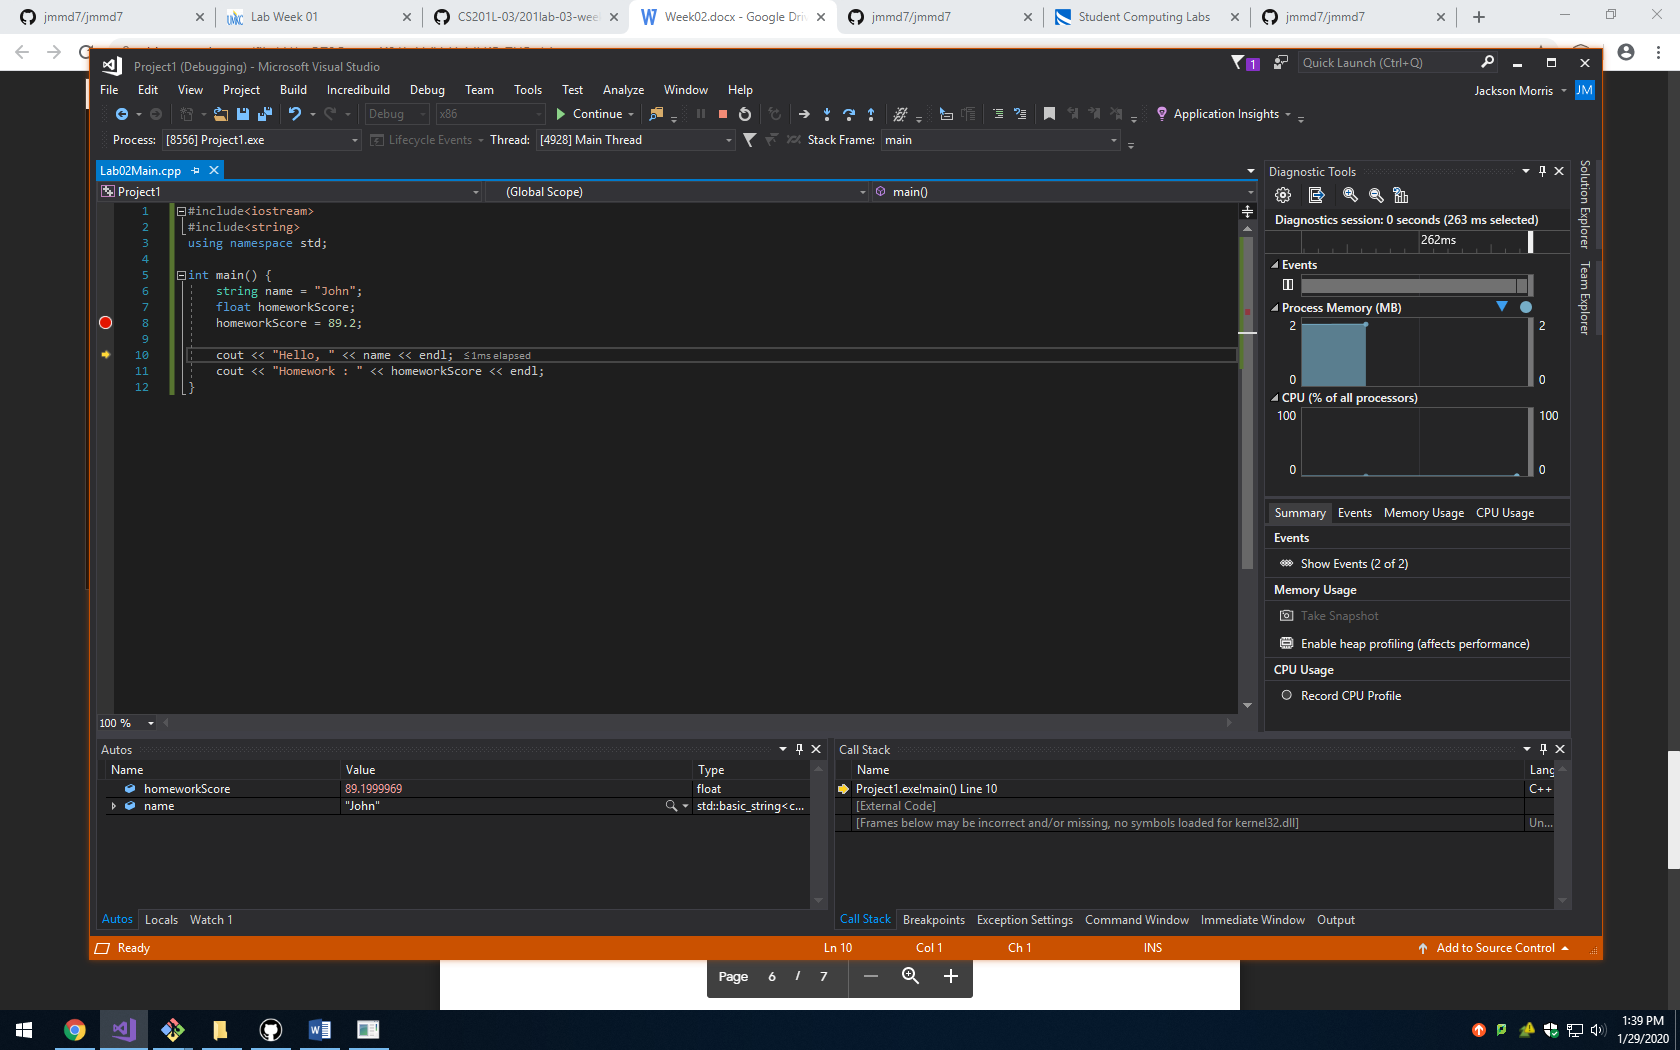 jmmd7/jmmd7
Lab Week 01
CS201L-03/201lab-03-wee
Week02.docx - Google Driv
jmmd7/jmmd7
Student Computing Labs
jmmd7/jmmd7
Project1 (Debugging) - Microsoft Visual Studio
1
Quick Launch (Ctrl+Q)
File Edit View Project Build Incredibuild Debug Team Tools Test Analyze Window Help
Jackson Morris
JM
Debug
x86
Continue
Application Insights
Process: [8556] Project1.exe
Lifecycle Events
Thread: [4928] Main Thread
Stack Frame: main
Lab02Main.cpp
Project1
(Global Scope)
main()
1 #include<iostream>
2 #include<string>
3 using namespace std;
4
5 int main() {
6 string name = "John";
7 float homeworkScore;
8 homeworkScore = 89.2;
9
10 cout << "Hello, " << name << endl; ≤1ms elapsed
11 cout << "Homework : " << homeworkScore << endl;
12 }
100 %
Diagnostic Tools
Diagnostics session: 0 seconds (263 ms selected)
262ms
Events
Process Memory (MB)
2 2
0 0
CPU (% of all processors)
100 100
0 0
Summary Events Memory Usage CPU Usage
Events
Show Events (2 of 2)
Memory Usage
Take Snapshot
Enable heap profiling (affects performance)
CPU Usage
Record CPU Profile
Solution Explorer
Team Explorer
Autos
Name Value Type
homeworkScore 89.1999969 float
name "John" std::basic_string<c...
Autos Locals Watch 1
Call Stack
Name Lang
Project1.exe!main() Line 10 C++
[External Code]
[Frames below may be incorrect and/or missing, no symbols loaded for kernel32.dll] Un...
Call Stack Breakpoints Exception Settings Command Window Immediate Window Output
Ready
Ln 10 Col 1 Ch 1 INS
Add to Source Control
Page 6 / 7
1:39 PM
1/29/2020